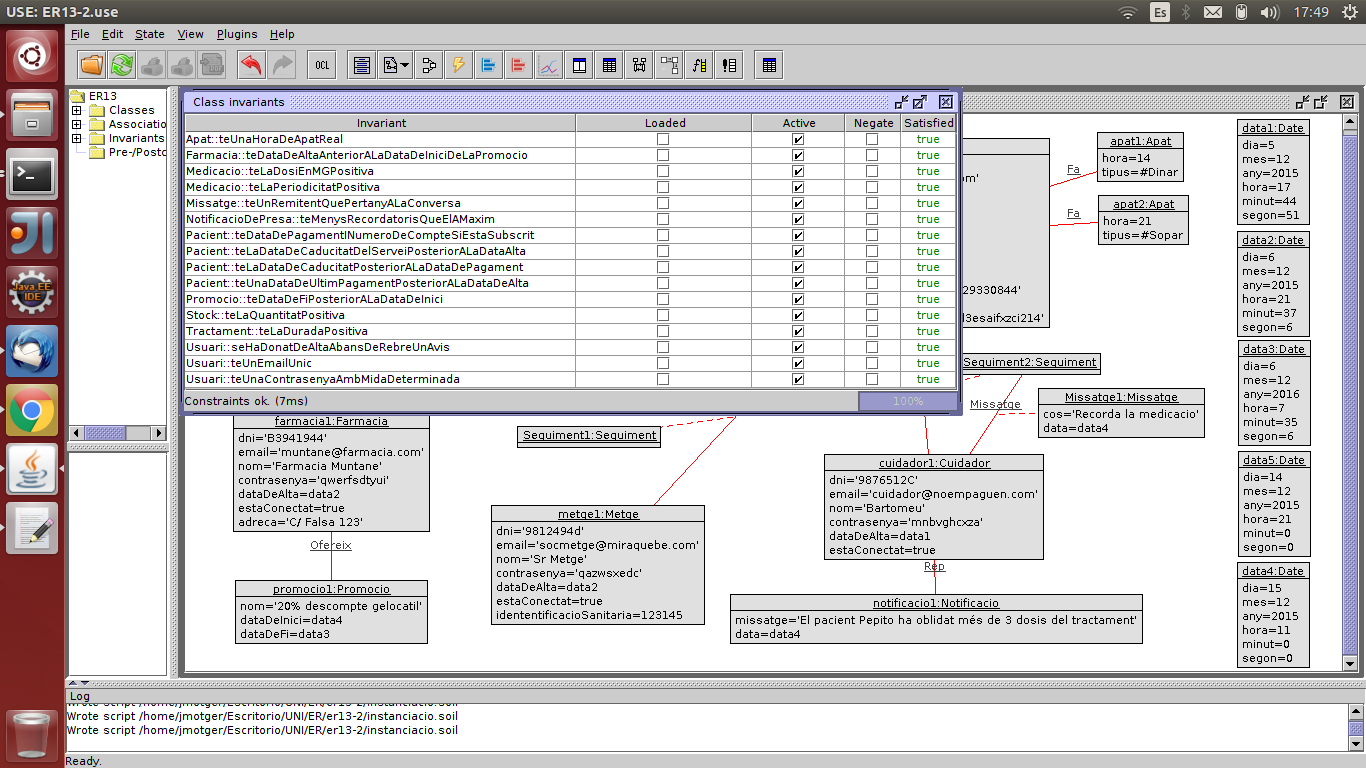 USE: ER13-2.use
Es
17:49
File Edit State View Plugins Help
OCL
ER13
Classes
Associatio
Invariants
Pre-/Postc
Class invariants
Invariant Loaded Active Negate Satisfied
Apat::teUnaHoraDeApatReal true
Farmacia::teDataDeAltaAnteriorALaDataDeIniciDeLaPromocio true
Medicacio::teLaDosiEnMGPositiva true
Medicacio::teLaPeriodicitatPositiva true
Missatge::teUnRemitentQuePertanyALaConversa true
NotificacioDePresa::teMenysRecordatorisQueElAMaxim true
Pacient::teDataDePagamentINumeroDeCompteSiEstaSubscrit true
Pacient::teLaDataDeCaducitatDelServeiPosteriorALaDataAlta true
Pacient::teLaDataDeCaducitatPosteriorALaDataDePagament true
Pacient::teUnaDataDeUltimPagamentPosteriorALaDataDeAlta true
Promocio::teDataDeFiPosteriorALaDataDeInici true
Stock::teLaQuantitatPositiva true
Tractament::teLaDuradaPositiva true
Usuari::seHaDonatDeAltaAbansDeRebreUnAvis true
Usuari::teUnEmailUnic true
Usuari::teUnaContrasenyaAmbMidaDeterminada true
Constraints ok. (7ms) 100%
om'
29330844'
l3esaifxzci214'
Fa
apat1:Apat
hora=14
tipus=#Dinar
Fa
apat2:Apat
hora=21
tipus=#Sopar
data1:Date
dia=5
mes=12
any=2015
hora=17
minut=44
segon=51
data2:Date
dia=6
mes=12
any=2015
hora=21
minut=37
segon=6
data3:Date
dia=6
mes=12
any=2016
hora=7
minut=35
segon=6
data5:Date
dia=14
mes=12
any=2015
hora=21
minut=0
segon=0
data4:Date
dia=15
mes=12
any=2015
hora=11
minut=0
segon=0
Seguiment2:Seguiment
Missatge
Missatge1:Missatge
cos='Recorda la medicacio'
data=data4
farmacia1:Farmacia
dni='B3941944'
email='muntane@farmacia.com'
nom='Farmacia Muntane'
contrasenya='qwerfsdtyui'
dataDeAlta=data2
estaConectat=true
adreca='C/ Falsa 123'
Ofereix
promocio1:Promocio
nom='20% descompte gelocatil'
dataDeInici=data4
dataDeFi=data3
Seguiment1:Seguiment
metge1:Metge
dni='9812494d'
email='socmetge@miraquebe.com'
nom='Sr Metge'
contrasenya='qazwsxedc'
dataDeAlta=data2
estaConectat=true
idententificacioSanitaria=123145
cuidador1:Cuidador
dni='9876512C'
email='cuidador@noempaguen.com'
nom='Bartomeu'
contrasenya='mnbvghcxza'
dataDeAlta=data1
estaConectat=true
Rep
notificacio1:Notificacio
missatge='El pacient Pepito ha oblidat més de 3 dosis del tractament'
data=data4
Log
Wrote script /home/jmotger/Escritorio/UNI/ER/er13-2/instanciacio.soil
Wrote script /home/jmotger/Escritorio/UNI/ER/er13-2/instanciacio.soil
Wrote script /home/jmotger/Escritorio/UNI/ER/er13-2/instanciacio.soil
Ready.
Java EE
IDE